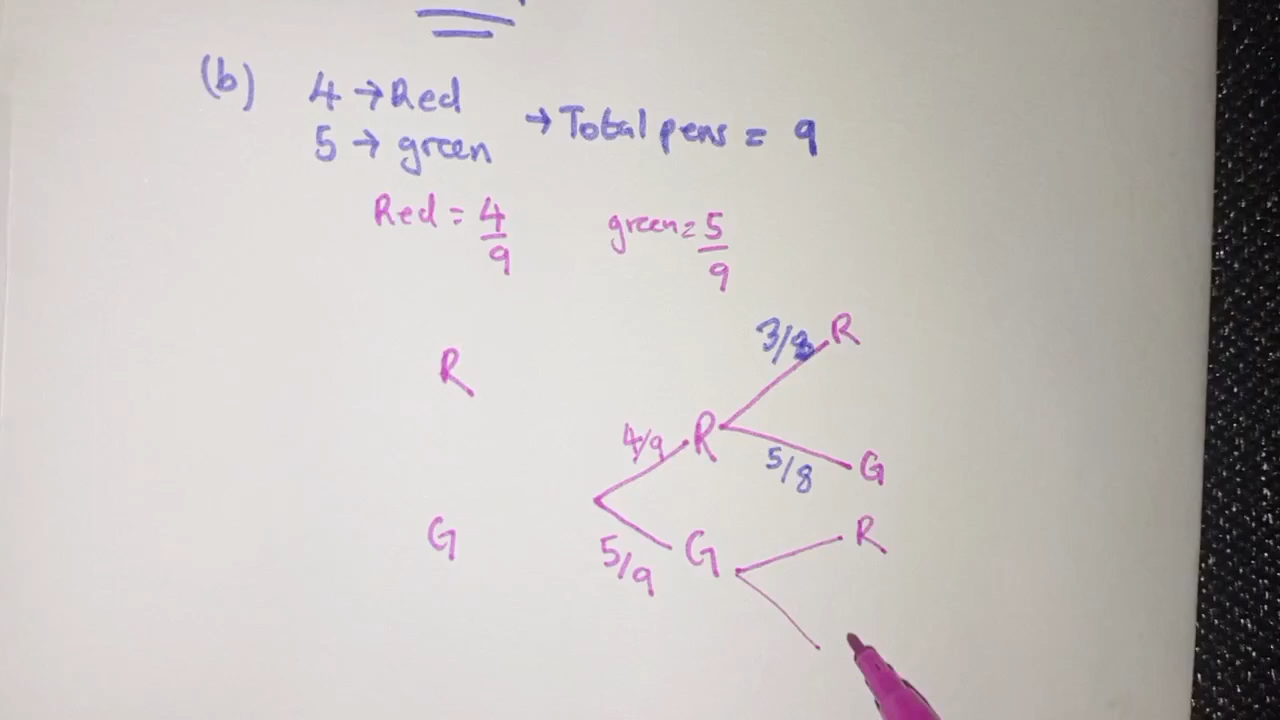 (b) 4 → Red
5 → green
→ Total pens = 9
Red = 4/9 green = 5/9
3/8 R
R
4/9 R
5/8 G
G
5/9 G
R